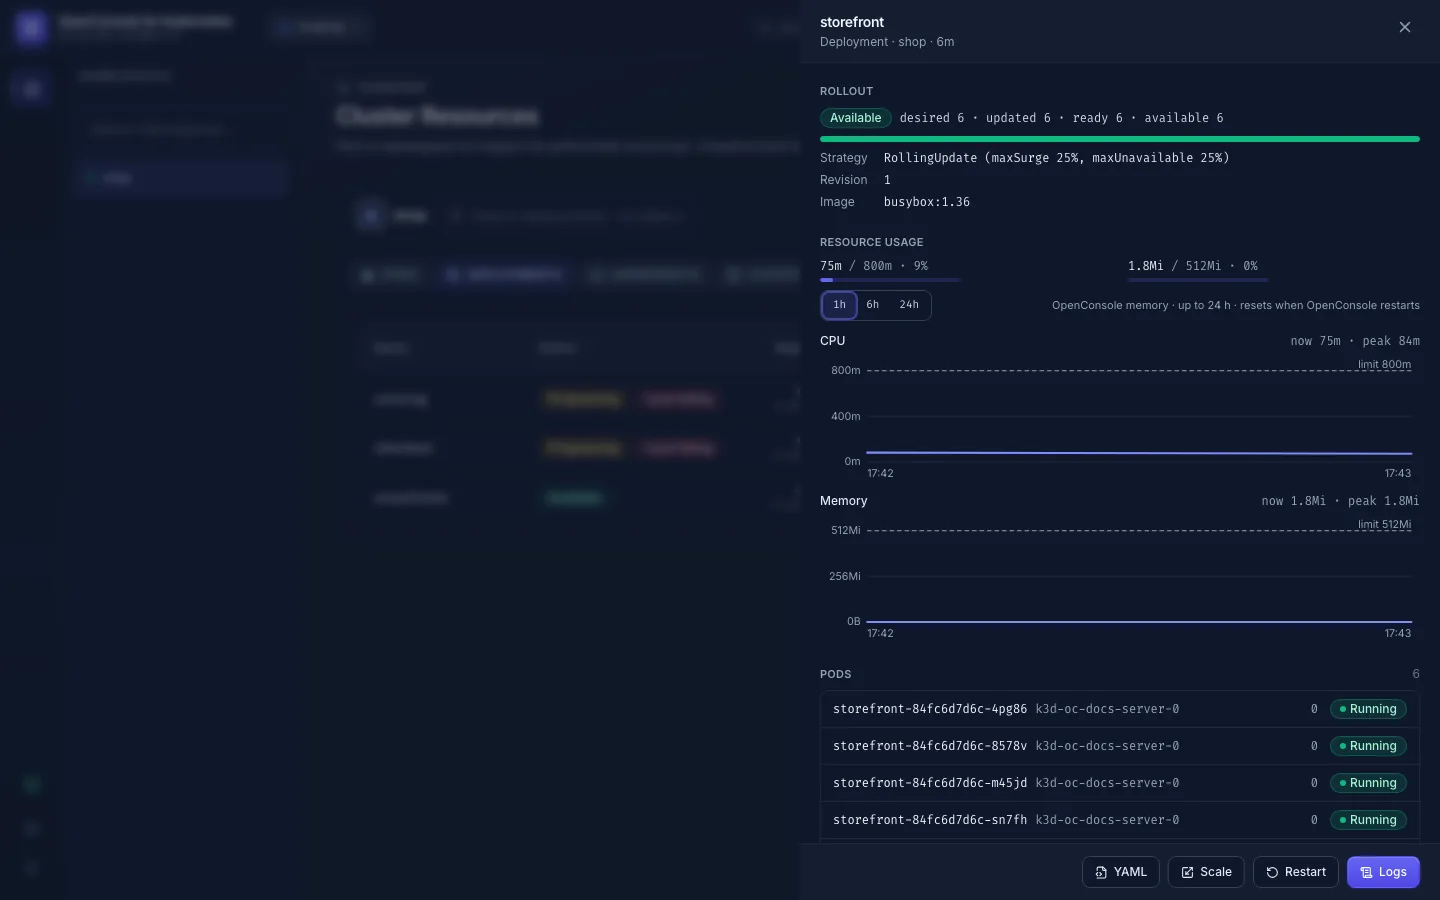 storefront
Deployment · shop · 6m
ROLLOUT
Available desired 6 · updated 6 · ready 6 · available 6
Strategy RollingUpdate (maxSurge 25%, maxUnavailable 25%)
Revision 1
Image busybox:1.36
RESOURCE USAGE
75m / 800m · 9% 1.8Mi / 512Mi · 0%
1h 6h 24h OpenConsole memory · up to 24 h · resets when OpenConsole restarts
CPU now 75m · peak 84m
limit 800m
800m
400m
0m
17:42 17:43
Memory now 1.8Mi · peak 1.8Mi
limit 512Mi
512Mi
256Mi
0B
17:42 17:43
PODS 6
storefront-84fc6d7d6c-4pg86 k3d-oc-docs-server-0 0 Running
storefront-84fc6d7d6c-8578v k3d-oc-docs-server-0 0 Running
storefront-84fc6d7d6c-m45jd k3d-oc-docs-server-0 0 Running
storefront-84fc6d7d6c-sn7fh k3d-oc-docs-server-0 0 Running
YAML Scale Restart Logs
Cluster Resources